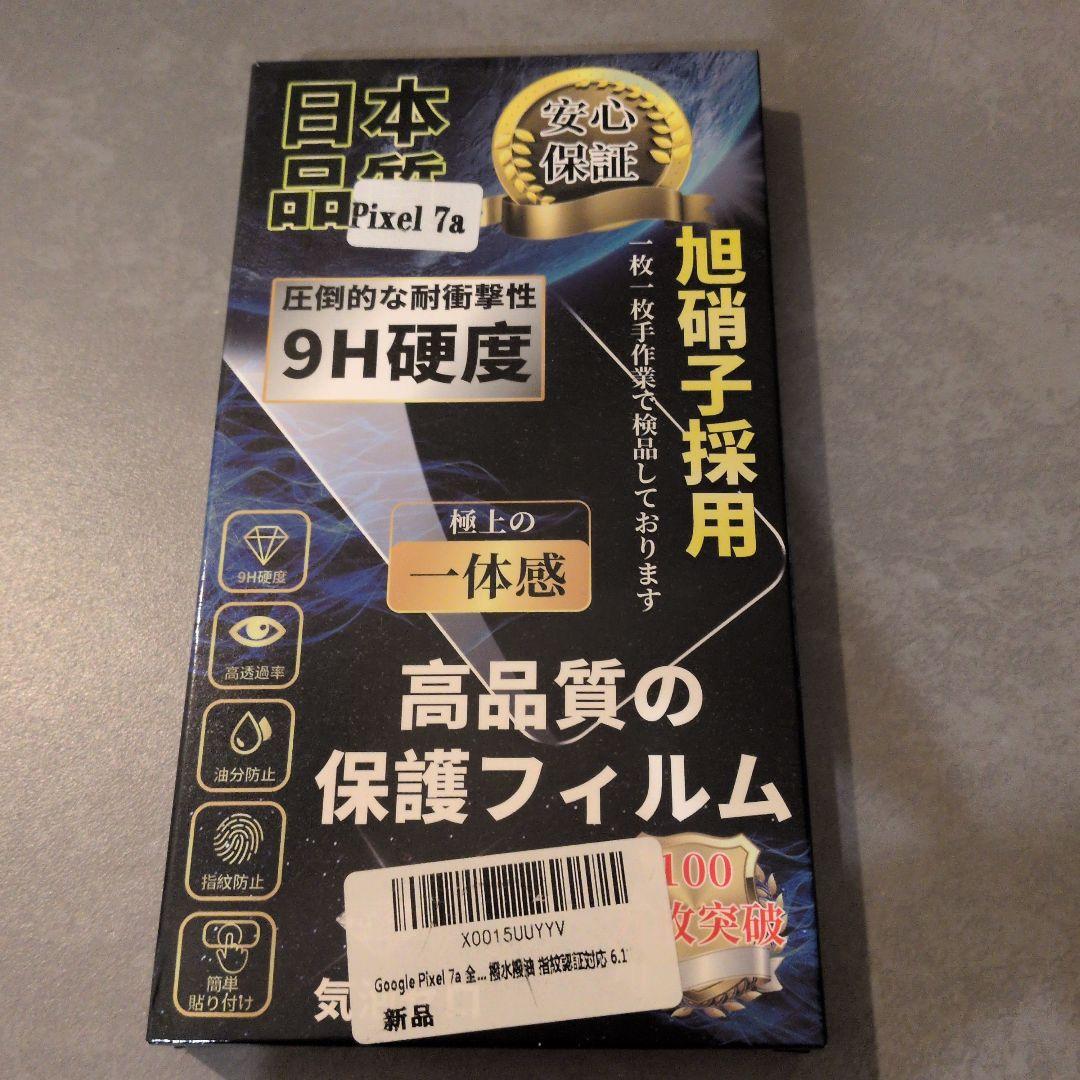 日本
品質
Pixel 7a
安心
保証
旭硝子採用
一枚一枚手作業で検品しております
圧倒的な耐衝撃性
9H硬度
極上の
一体感
9H硬度
高透過率
油分防止
指紋防止
簡単
貼り付け
高品質の
保護フィルム
100
突破
X0015UUYYV
Google Pixel 7a 全... 撥水撥油 指紋認証対応 6.1
新品
気